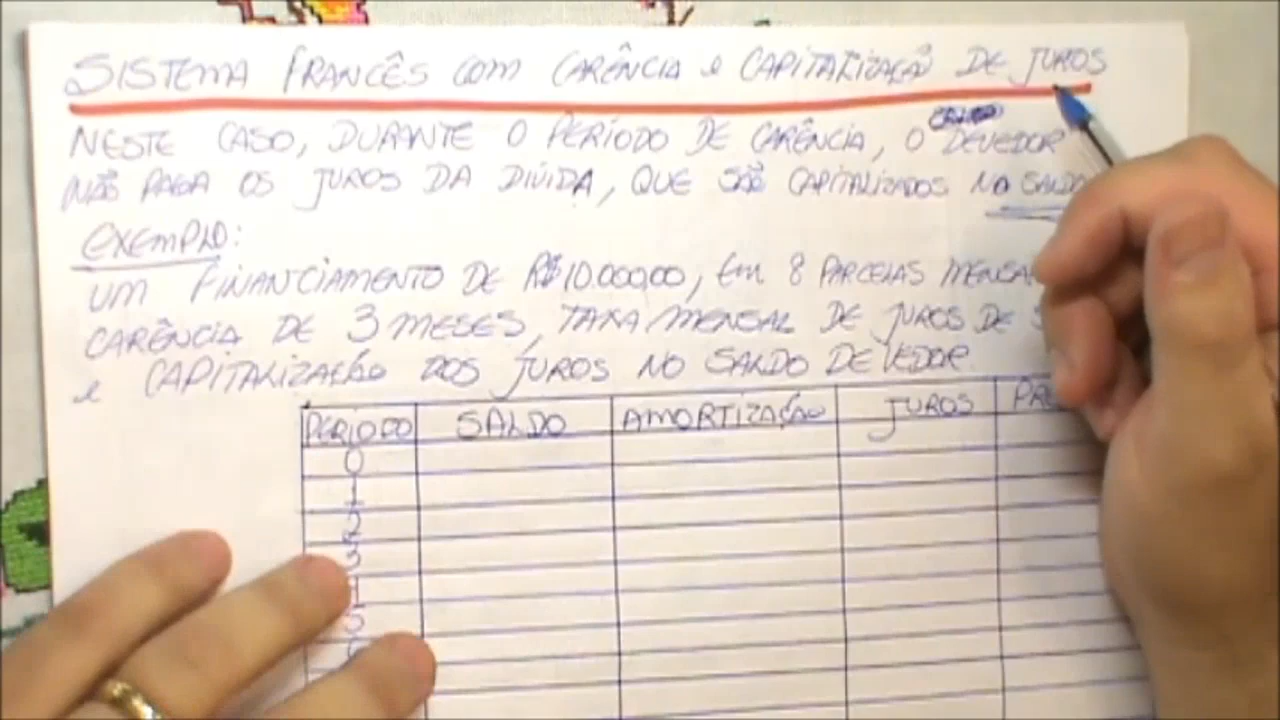 SISTEMA FRANCÊS COM CARÊNCIA e CAPITALIZAÇÃO DE JUROS
NESTE CASO, DURANTE O PERÍODO DE CARÊNCIA, O DEVEDOR
NÃO PAGA OS JUROS DA DÍVIDA, QUE SÃO CAPITALIZADOS NO SALDO
EXEMPLO:
UM FINANCIAMENTO DE R$10.000,00, Em 8 PARCELAS
CARÊNCIA DE 3 MESES, TAXA MENSAL DE JUROS DE
e CAPITALIZAÇÃO DOS JUROS NO SALDO DEVEDOR.
PERÍODO SALDO AMORTIZAÇÃO JUROS
0
1
2
3